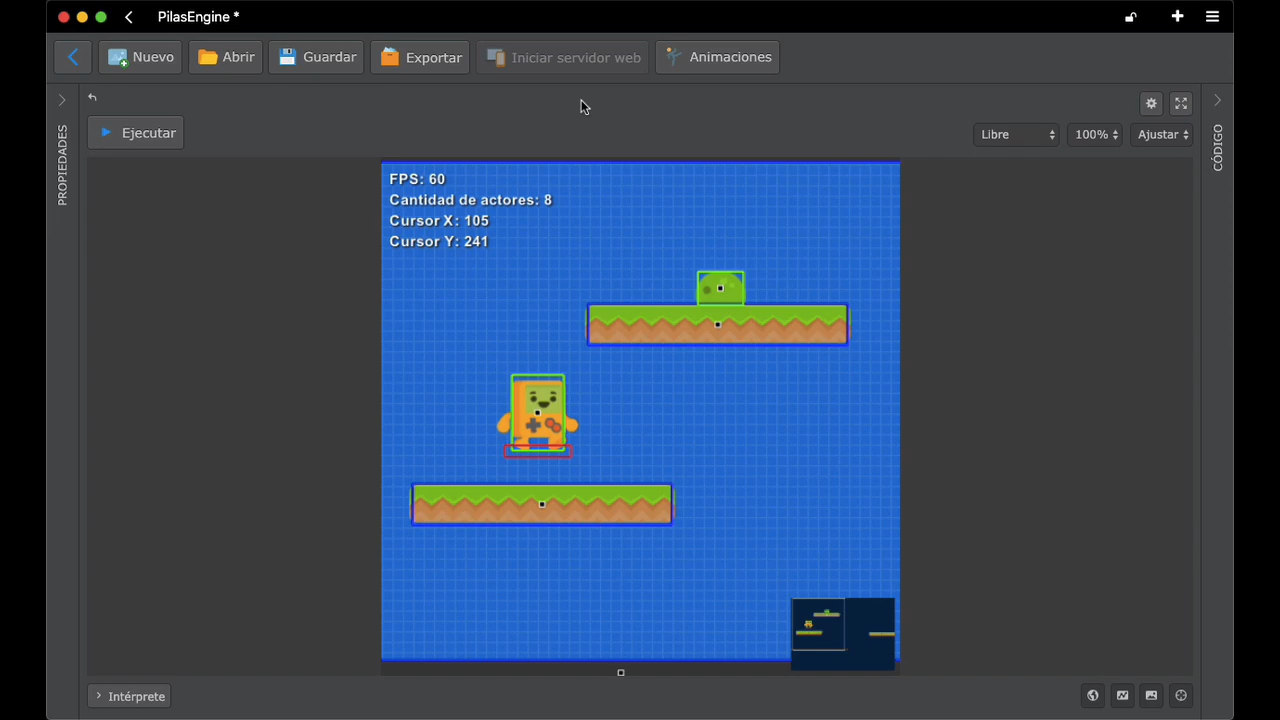 PilasEngine *
Nuevo
Abrir
Guardar
Exportar
Iniciar servidor web
Animaciones
PROPIEDADES
Ejecutar
Libre
100%
Ajustar
CÓDIGO
FPS: 60
Cantidad de actores: 8
Cursor X: 105
Cursor Y: 241
Intérprete